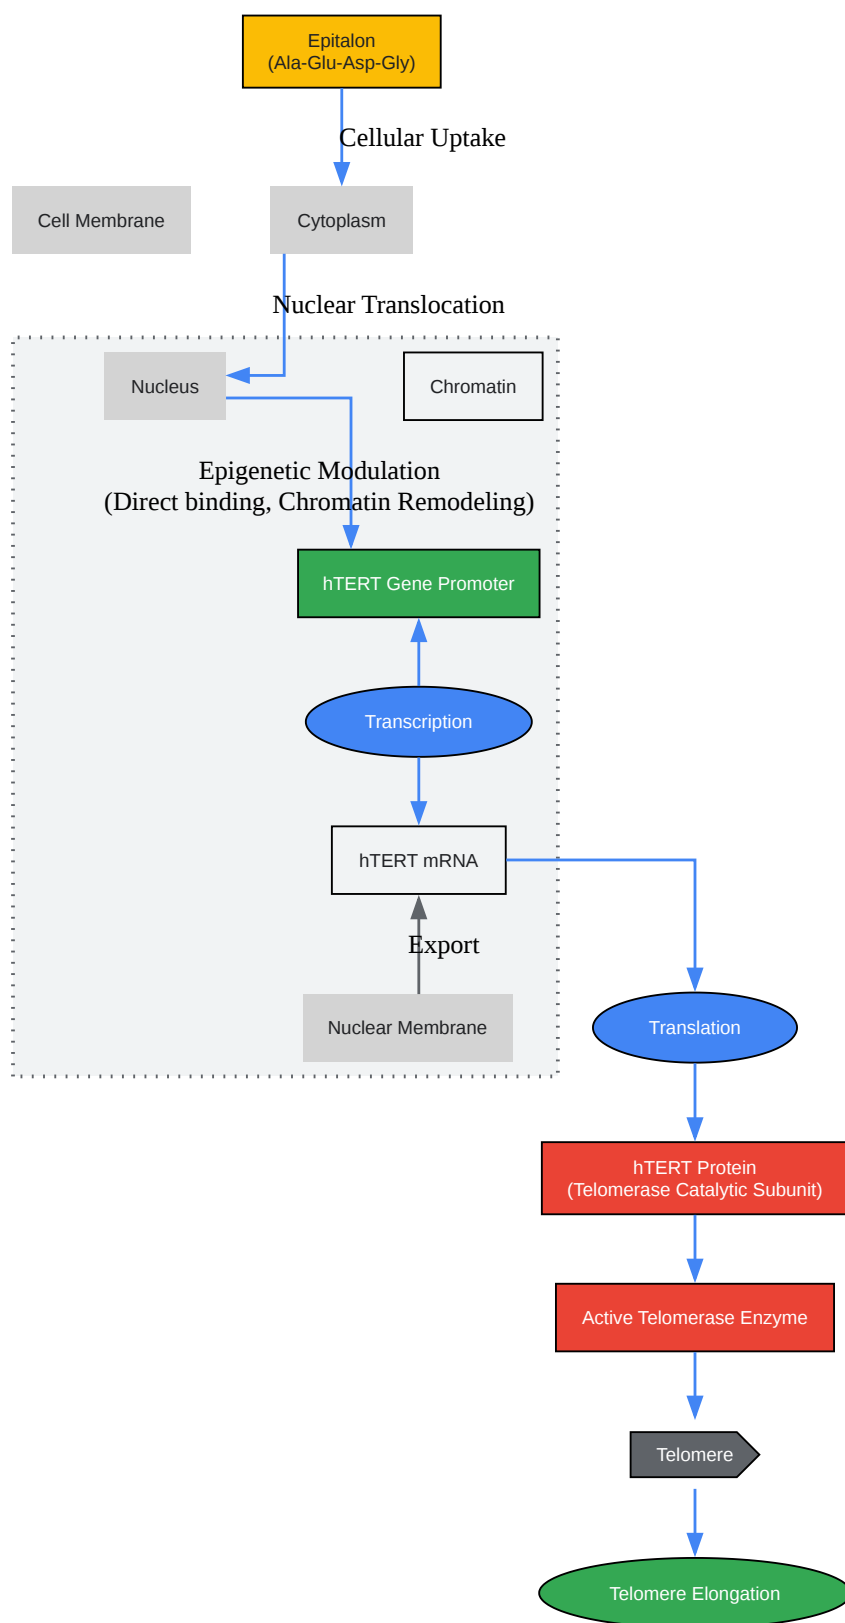 Epitalon
(Ala-Glu-Asp-Gly)
Cellular Uptake
Cell Membrane
Cytoplasm
Nuclear Translocation
Nucleus
Chromatin
Epigenetic Modulation
(Direct binding, Chromatin Remodeling)
hTERT Gene Promoter
Transcription
hTERT mRNA
Export
Nuclear Membrane
Translation
hTERT Protein
(Telomerase Catalytic Subunit)
Active Telomerase Enzyme
Telomere
Telomere Elongation